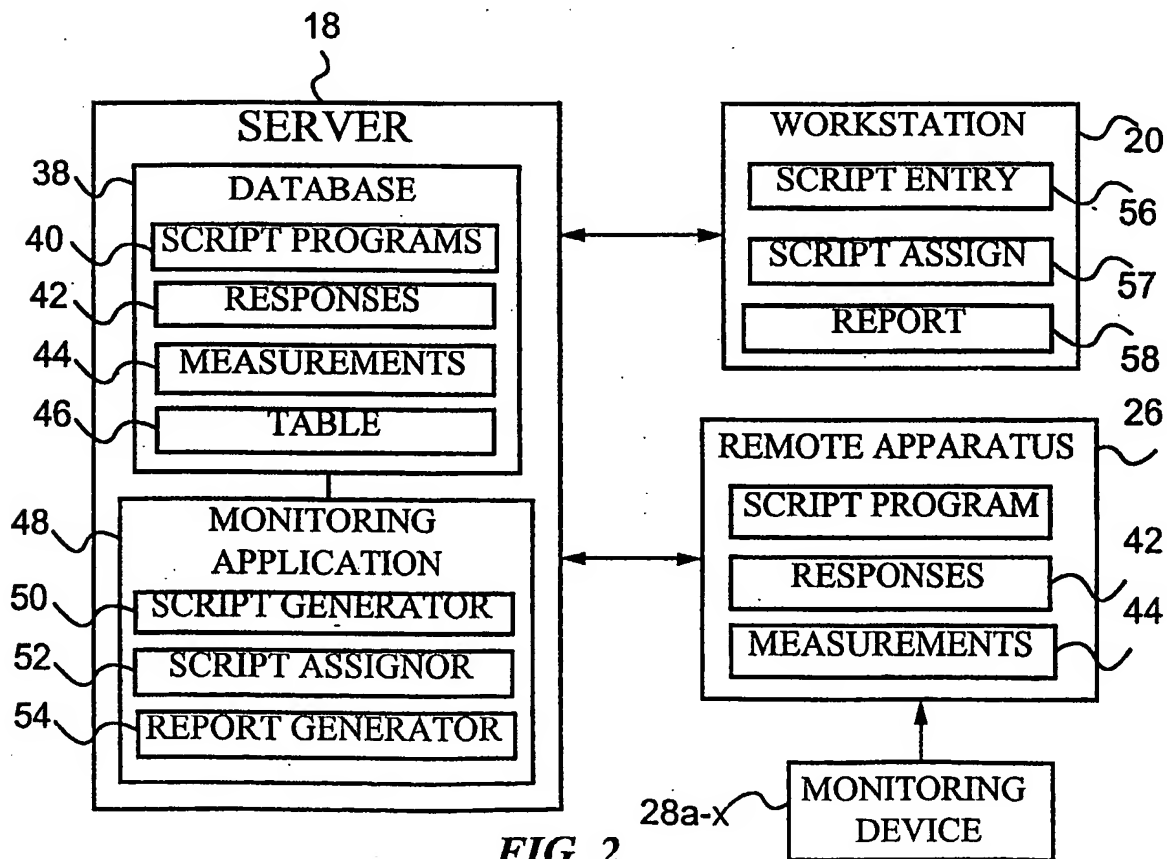 18
SERVER
38
DATABASE
40
SCRIPT PROGRAMS
42
RESPONSES
44
MEASUREMENTS
46
TABLE
48
MONITORING
APPLICATION
50
SCRIPT GENERATOR
52
SCRIPT ASSIGNOR
54
REPORT GENERATOR
WORKSTATION
20
SCRIPT ENTRY
56
SCRIPT ASSIGN
57
REPORT
58
26
REMOTE APPARATUS
SCRIPT PROGRAM
42
RESPONSES
44
MEASUREMENTS
28a-x
MONITORING
DEVICE
FIG. 2